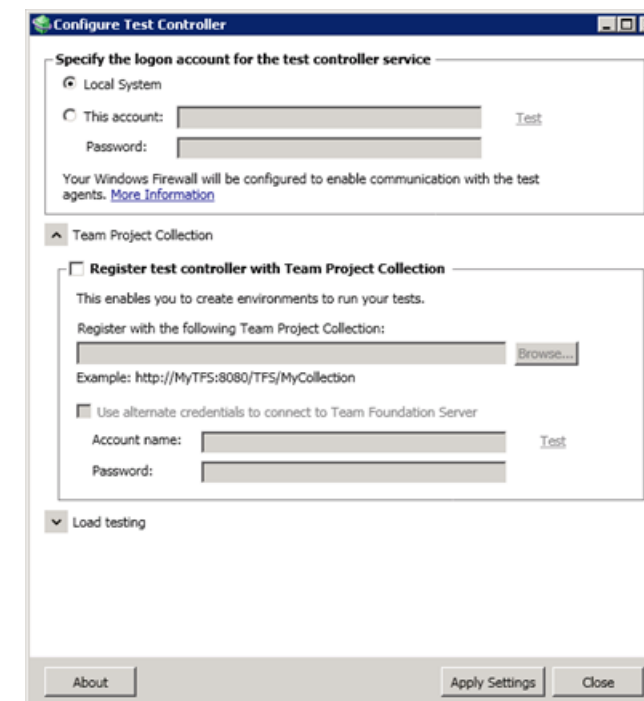 Configure Test Controller
Specify the logon account for the test controller service
Local System
This account:
Test
Password:
Your Windows Firewall will be configured to enable communication with the test
agents. More Information
Team Project Collection
Register test controller with Team Project Collection
This enables you to create environments to run your tests.
Register with the following Team Project Collection:
Browse...
Example: http://MyTFS:8080/TFS/MyCollection
Use alternate credentials to connect to Team Foundation Server
Account name:
Test
Password:
Load testing
About
Apply Settings
Close